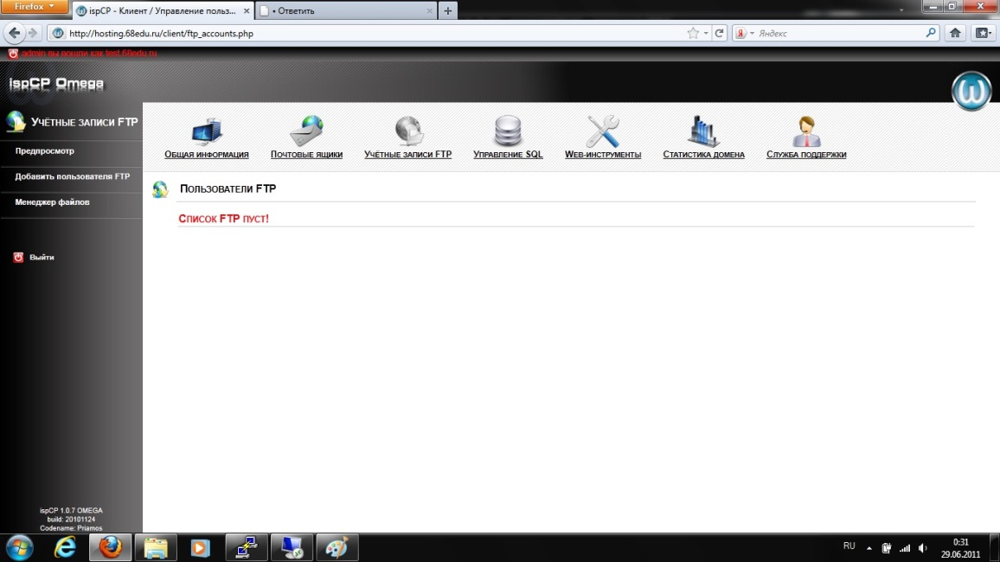 Firefox
ispCP - Клиент / Управление польз...
• Ответить
http://hosting.68edu.ru/client/ftp_accounts.php
Яндекс
admin вы вошли как test.68edu.ru
ispCP Omega
Учётные записи FTP
Предпросмотр
Добавить пользователя FTP
Менеджер файлов
Выйти
Общая информация
Почтовые ящики
Учётные записи FTP
Управление SQL
Web-инструменты
Статистика домена
Служба поддержки
Пользователи FTP
Список FTP пуст!
ispCP 1.0.7 OMEGA
build: 20101124
Codename: Priamos
RU
0:31
29.06.2011